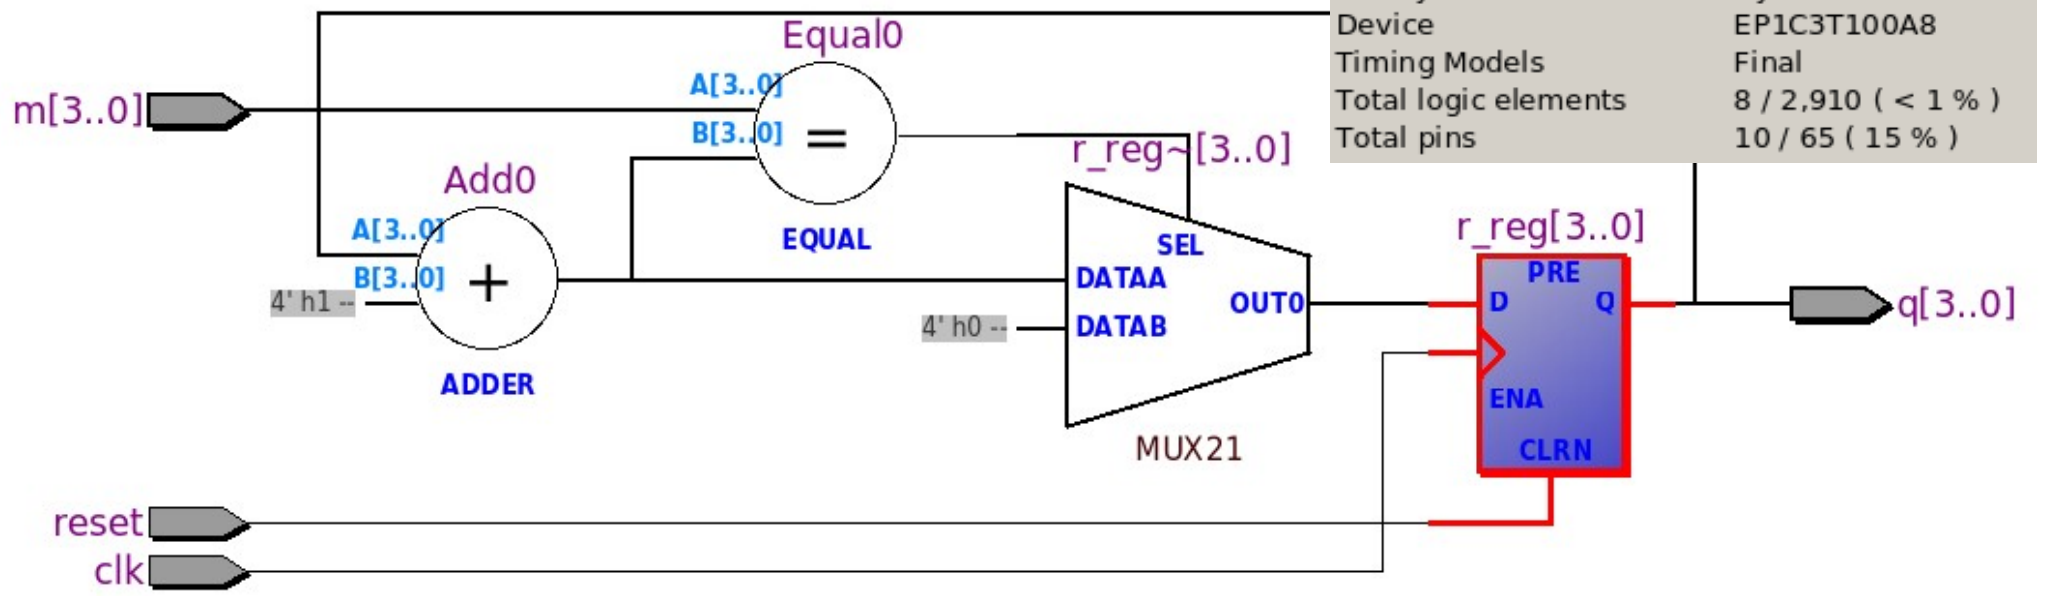 Device EP1C3T100A8
Timing Models Final
Total logic elements 8 / 2,910 ( < 1 % )
Total pins 10 / 65 ( 15 % )
Equal0
A[3..0]
B[3..0]
=
EQUAL
m[3..0]
Add0
A[3..0]
B[3..0]
4' h1 --
+
ADDER
r_reg~[3..0]
SEL
DATAA
DATAB
OUT0
4' h0 --
MUX21
r_reg[3..0]
PRE
D
Q
ENA
CLRN
q[3..0]
reset
clk